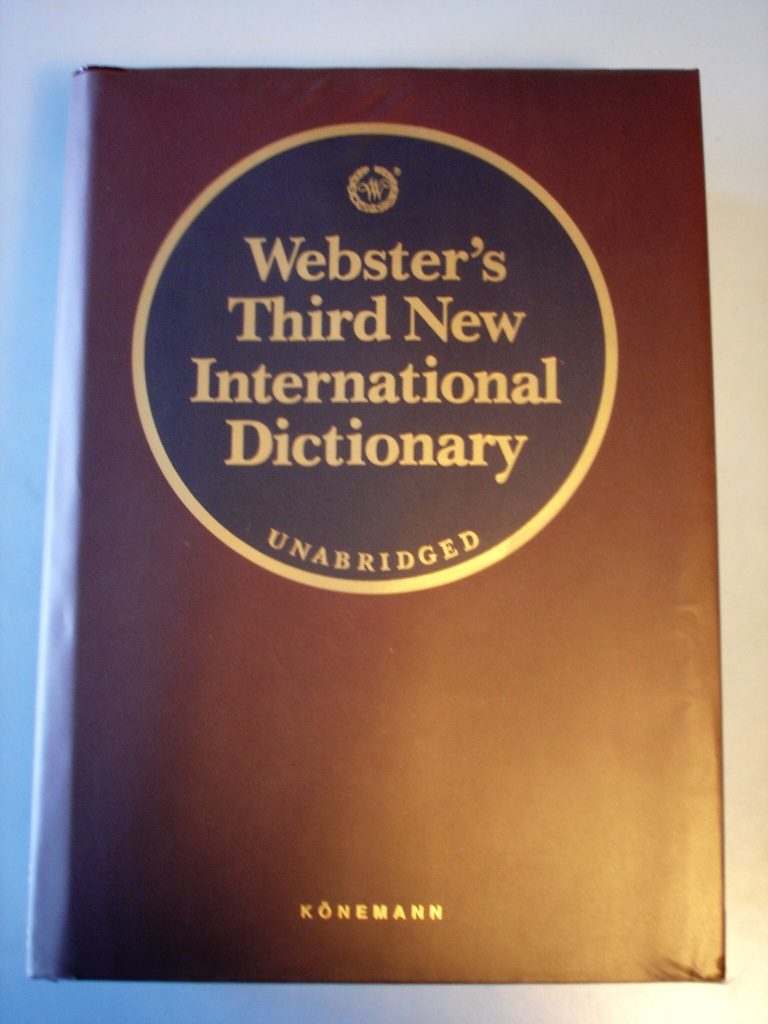 Webster's
Third New
International
Dictionary
UNABRIDGED
KÖNEMANN